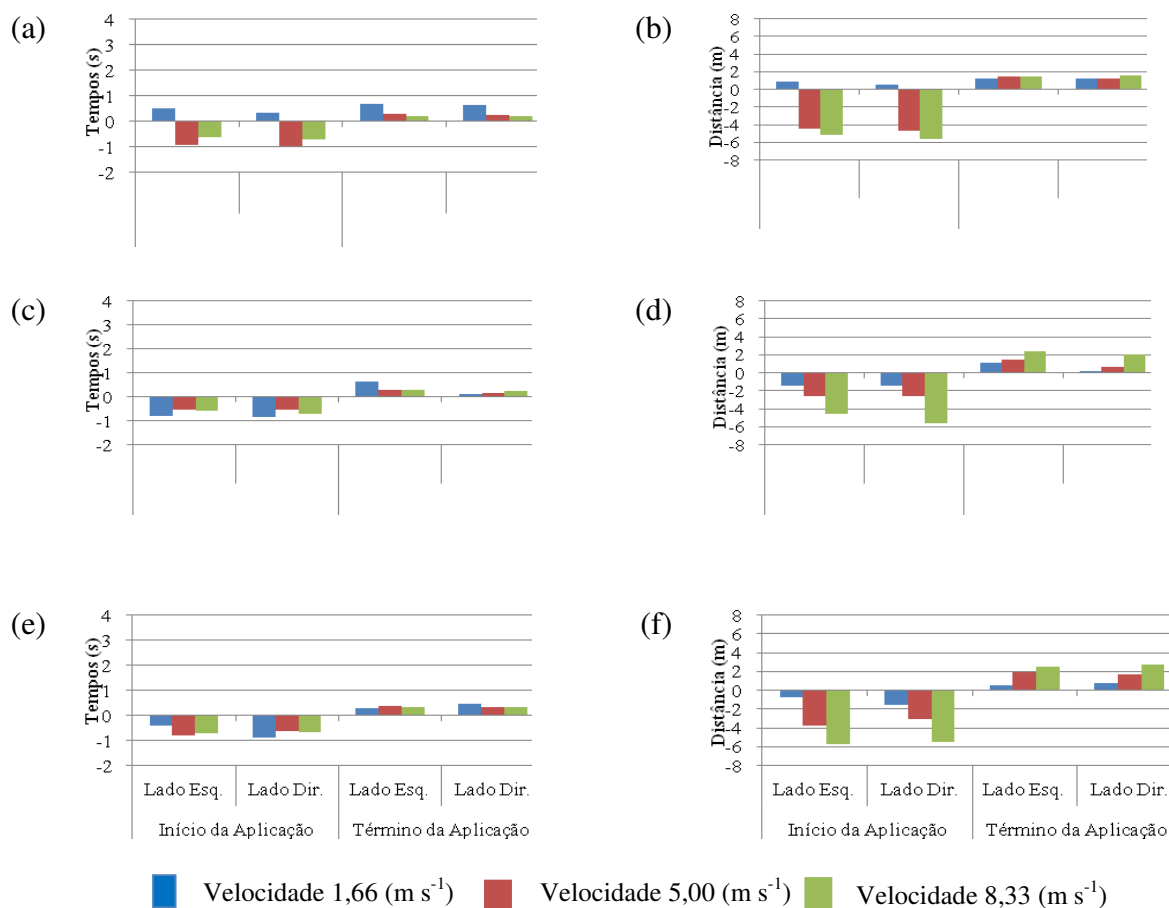 (a)
Tempos (s)
4
3
2
1
0
-1
-2
(b)
Distância (m)
8
6
4
2
0
-2
-4
-6
-8
(c)
Tempos (s)
4
3
2
1
0
-1
-2
(d)
Distância (m)
8
6
4
2
0
-2
-4
-6
-8
(e)
Tempos (s)
4
3
2
1
0
-1
-2
Lado Esq. Lado Dir. Lado Esq. Lado Dir.
Início da Aplicação Término da Aplicação
(f)
Distância (m)
8
6
4
2
0
-2
-4
-6
-8
Lado Esq. Lado Dir. Lado Esq. Lado Dir.
Início da Aplicação Término da Aplicação
Velocidade 1,66 (m s⁻¹) Velocidade 5,00 (m s⁻¹) Velocidade 8,33 (m s⁻¹)